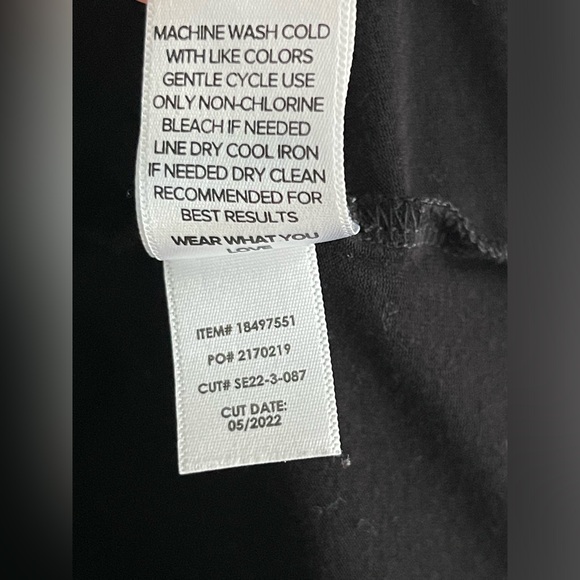 MACHINE WASH COLD
WITH LIKE COLORS
GENTLE CYCLE USE
ONLY NON-CHLORINE
BLEACH IF NEEDED
LINE DRY COOL IRON
IF NEEDED DRY CLEAN
RECOMMENDED FOR
BEST RESULTS
WEAR WHAT YOU
LOVE
ITEM# 18497551
PO# 2170219
CUT# SE22-3-087
CUT DATE:
05/2022